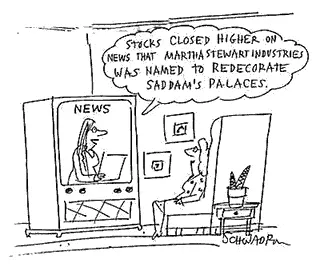 STOCKS CLOSED HIGHER ON
NEWS THAT MARTHA STEWART INDUSTRIES
WAS NAMED TO REDECORATE
SADDAM'S PALACES.
NEWS
SCHWADRON